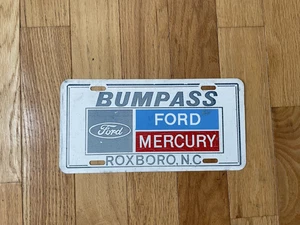 BUMPASS
Ford
FORD
MERCURY
ROXBORO, N.C.